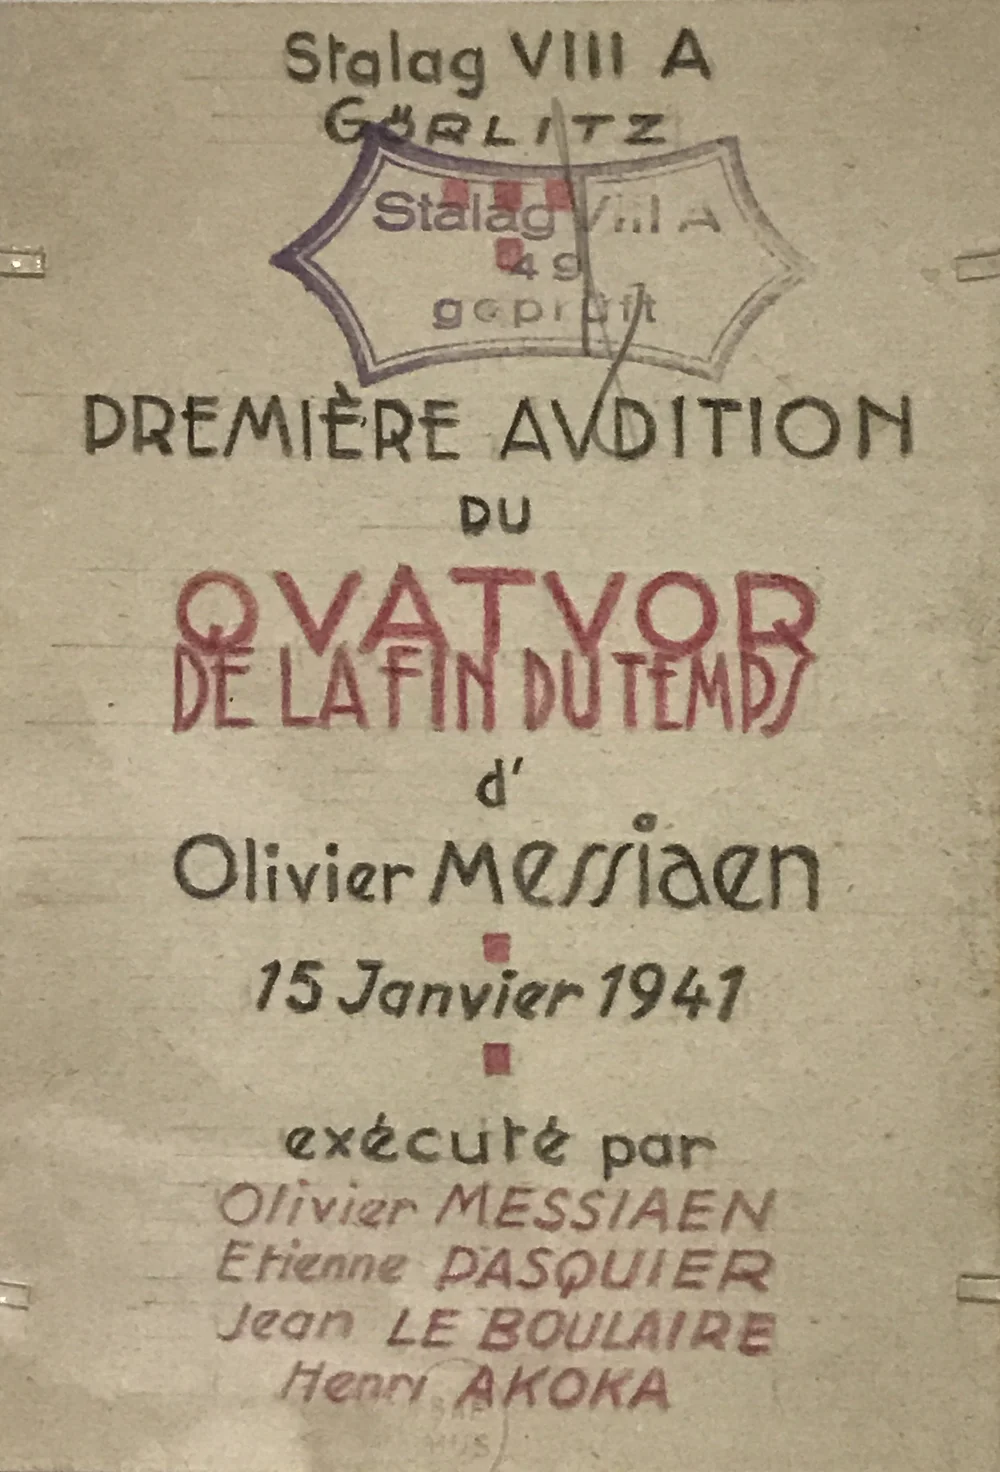 Stalag VIII A
GÖRLITZ
Stalag VIII A
49
geprüft
PREMIÈRE AVDITION
DU
QVATVOR
DE LA FIN DU TEMPS
d'
Olivier Messiaen
15 Janvier 1941
exécuté par
Olivier MESSIAEN
Etienne PASQUIER
Jean LE BOULAIRE
Henri AKOKA